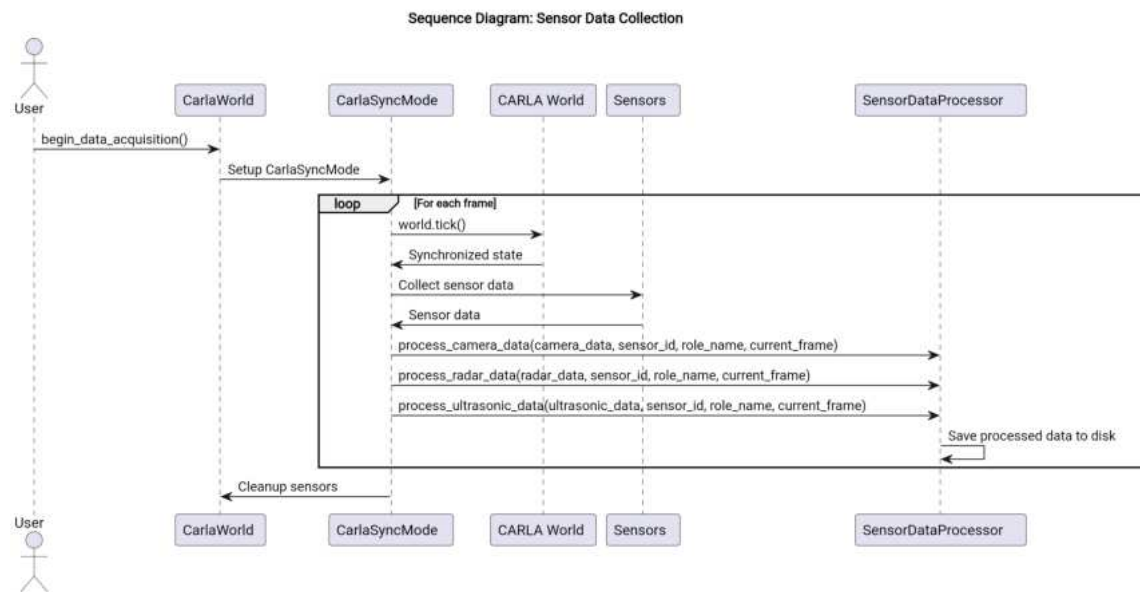 Sequence Diagram: Sensor Data Collection
User
CarlaWorld
CarlaSyncMode
CARLA World
Sensors
SensorDataProcessor
begin_data_acquisition()
Setup CarlaSyncMode
loop
[For each frame]
world.tick()
Synchronized state
Collect sensor data
Sensor data
process_camera_data(camera_data, sensor_id, role_name, current_frame)
process_radar_data(radar_data, sensor_id, role_name, current_frame)
process_ultrasonic_data(ultrasonic_data, sensor_id, role_name, current_frame)
Save processed data to disk
Cleanup sensors
User
CarlaWorld
CarlaSyncMode
CARLA World
Sensors
SensorDataProcessor